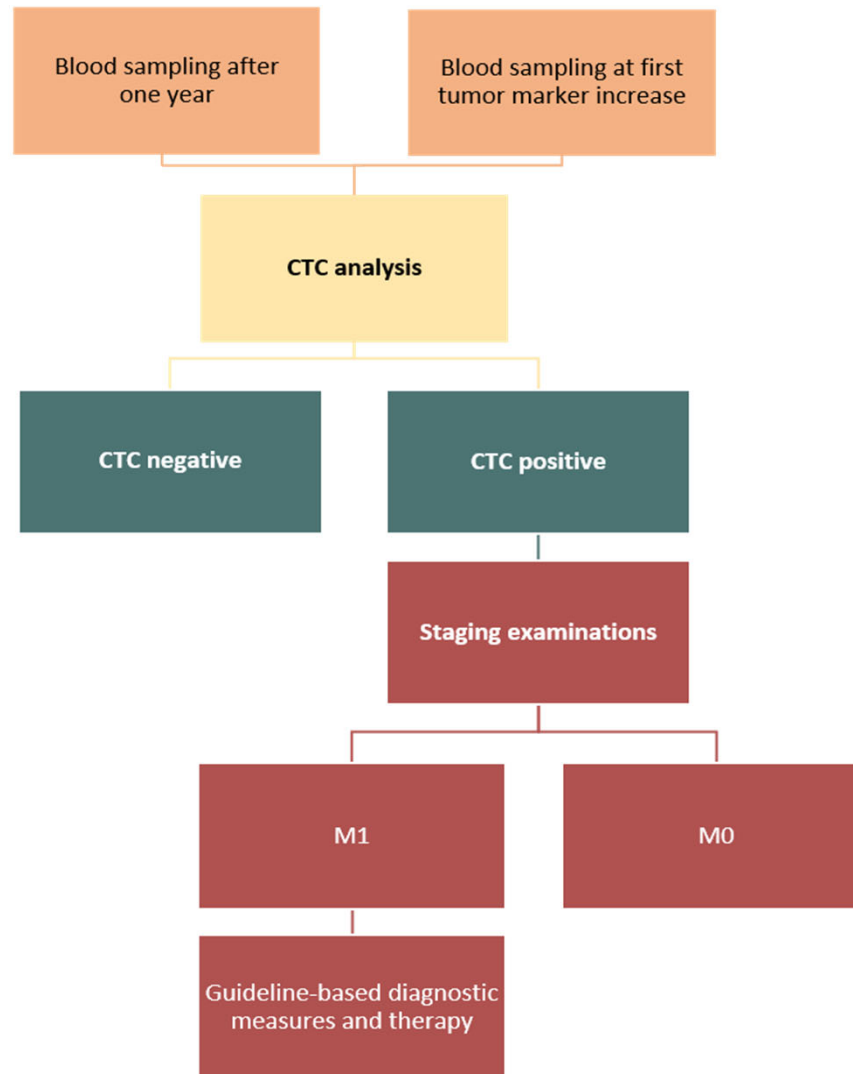 Blood sampling after
one year
Blood sampling at first
tumor marker increase
CTC analysis
CTC negative
CTC positive
Staging examinations
M1
M0
Guideline-based diagnostic
measures and therapy